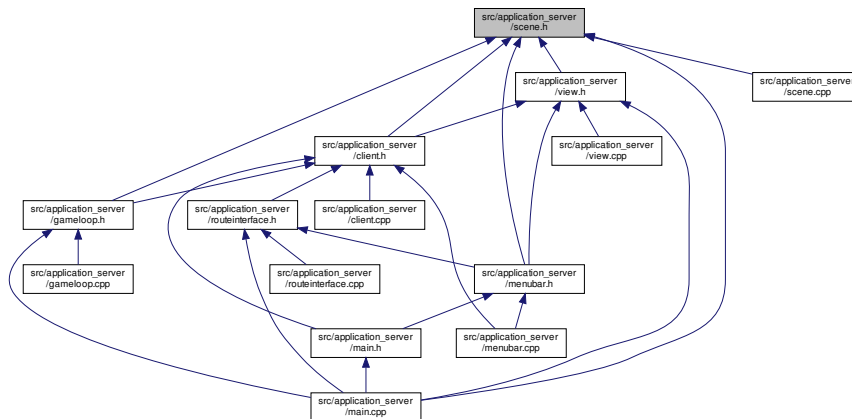 src/application_server
/scene.h
src/application_server
/view.h
src/application_server
/scene.cpp
src/application_server
/client.h
src/application_server
/view.cpp
src/application_server
/gameloop.h
src/application_server
/routeinterface.h
src/application_server
/client.cpp
src/application_server
/gameloop.cpp
src/application_server
/routeinterface.cpp
src/application_server
/menubar.h
src/application_server
/main.h
src/application_server
/menubar.cpp
src/application_server
/main.cpp